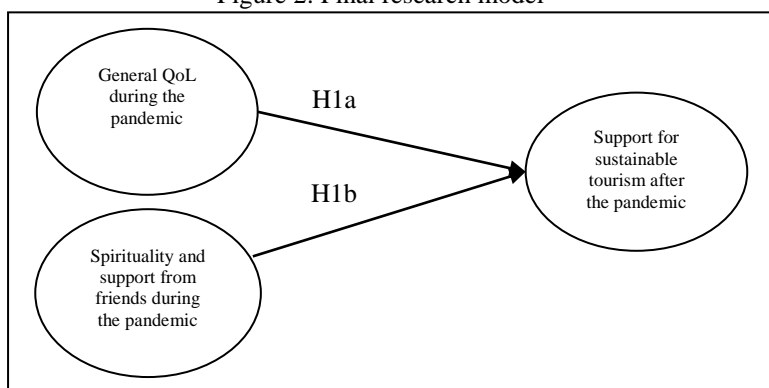 Figure 2. Final research model
General QoL
during the
pandemic
H1a
Support for
sustainable
tourism after
the pandemic
H1b
Spirituality and
support from
friends during
the pandemic